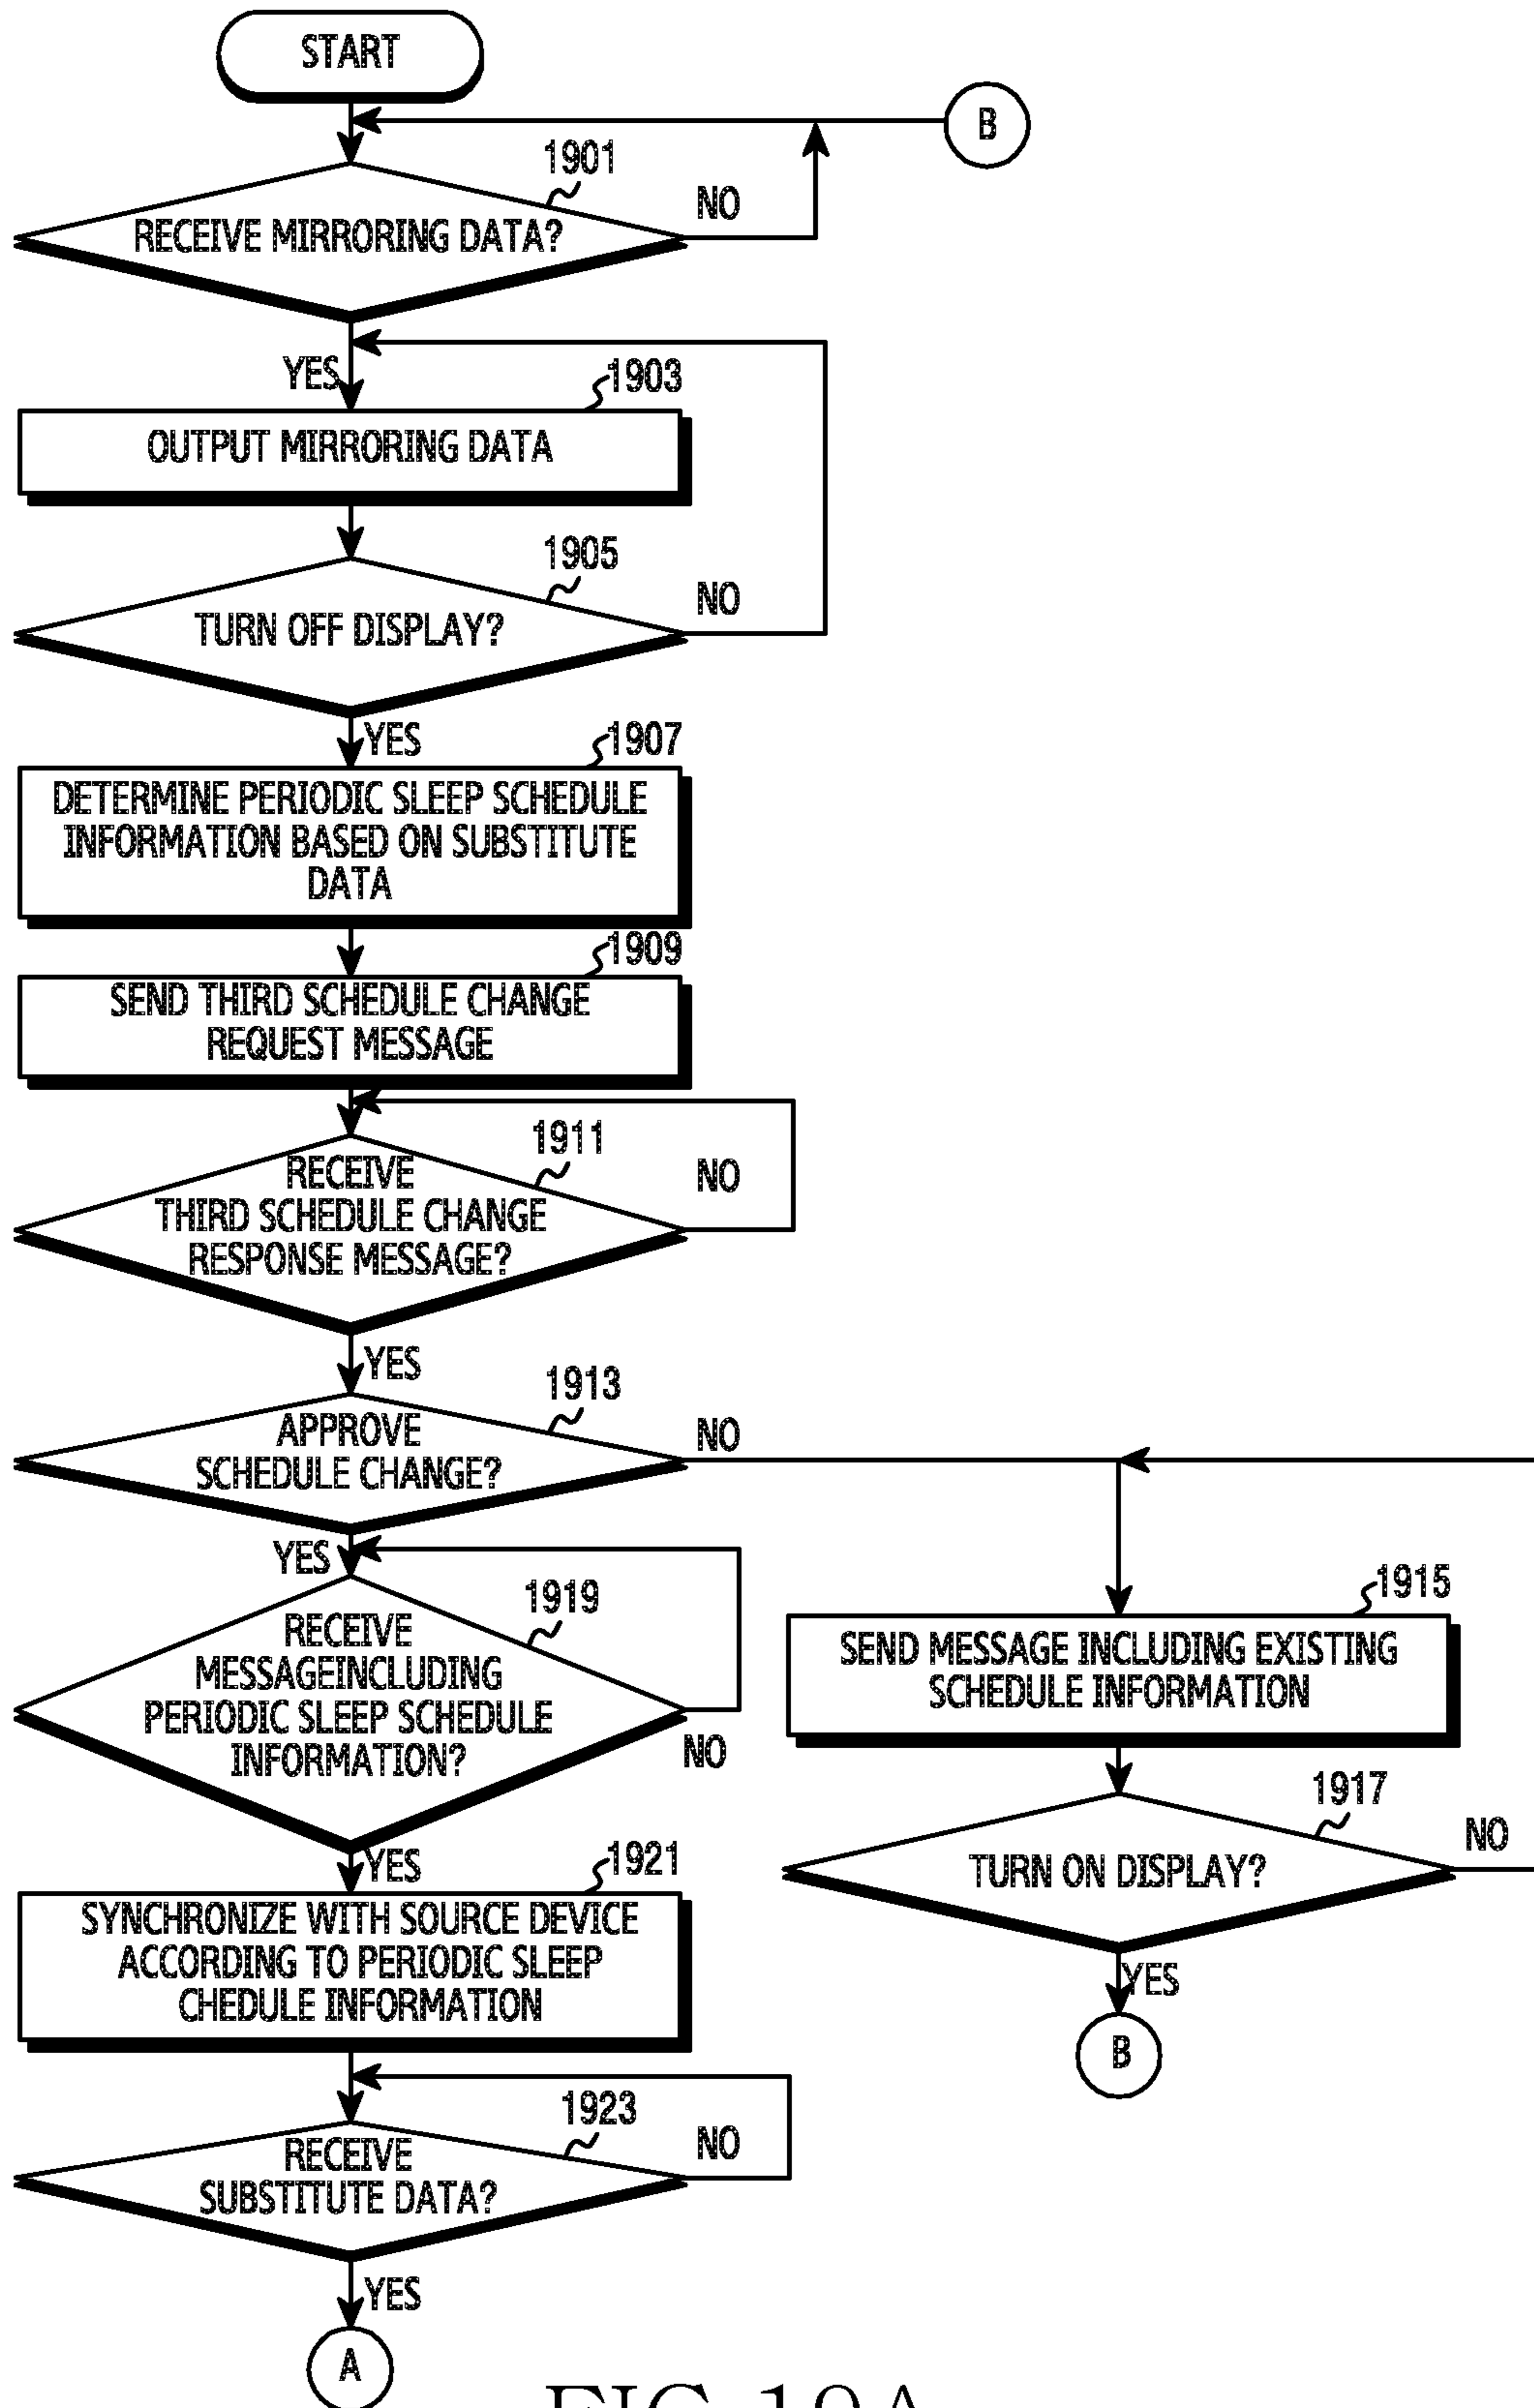 START
B
1901
RECEIVE MIRRORING DATA?
NO
YES
1903
OUTPUT MIRRORING DATA
1905
TURN OFF DISPLAY?
NO
YES
1907
DETERMINE PERIODIC SLEEP SCHEDULE
INFORMATION BASED ON SUBSTITUTE
DATA
1909
SEND THIRD SCHEDULE CHANGE
REQUEST MESSAGE
1911
RECEIVE
THIRD SCHEDULE CHANGE
RESPONSE MESSAGE?
NO
YES
1913
APPROVE
SCHEDULE CHANGE?
NO
YES
1919
RECEIVE
MESSAGEINCLUDING
PERIODIC SLEEP SCHEDULE
INFORMATION?
NO
1915
SEND MESSAGE INCLUDING EXISTING
SCHEDULE INFORMATION
1917
TURN ON DISPLAY?
NO
YES
B
YES
1921
SYNCHRONIZE WITH SOURCE DEVICE
ACCORDING TO PERIODIC SLEEP
CHEDULE INFORMATION
1923
RECEIVE
SUBSTITUTE DATA?
NO
YES
A
FIG.19A